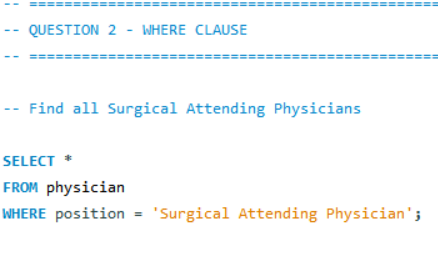 -- ==================================================
-- QUESTION 2 - WHERE CLAUSE
-- ==================================================
-- Find all Surgical Attending Physicians
SELECT *
FROM physician
WHERE position = 'Surgical Attending Physician';